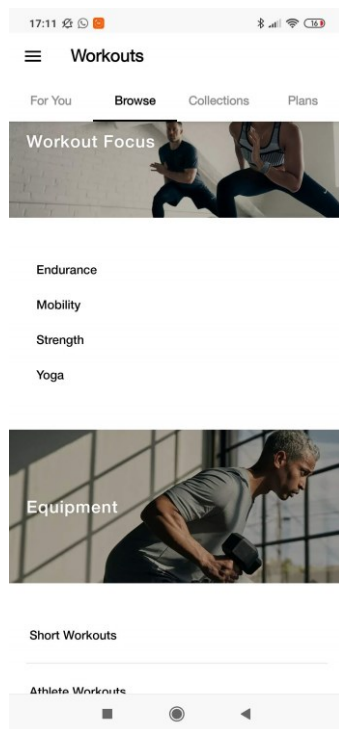 17:11
16
Workouts
For You Browse Collections Plans
Workout Focus
Endurance
Mobility
Strength
Yoga
Equipment
Short Workouts
Athlete Workouts